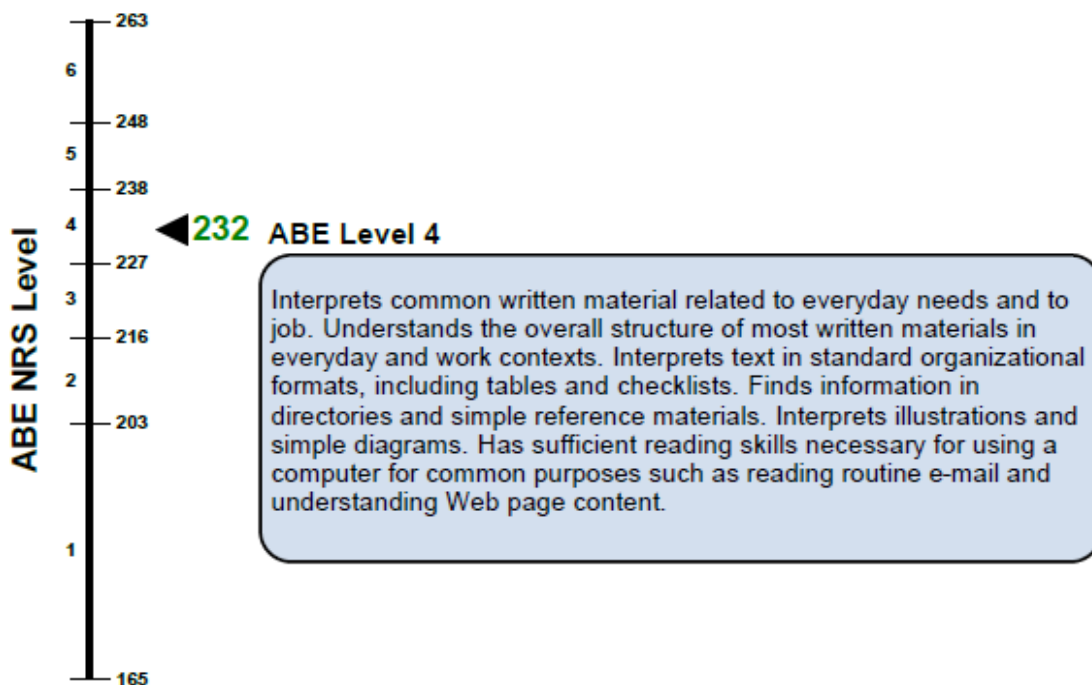 263
6
248
5
238
4
232 ABE Level 4
227
3
216
2
203
1
165
ABE NRS Level
Interprets common written material related to everyday needs and to
job. Understands the overall structure of most written materials in
everyday and work contexts. Interprets text in standard organizational
formats, including tables and checklists. Finds information in
directories and simple reference materials. Interprets illustrations and
simple diagrams. Has sufficient reading skills necessary for using a
computer for common purposes such as reading routine e-mail and
understanding Web page content.